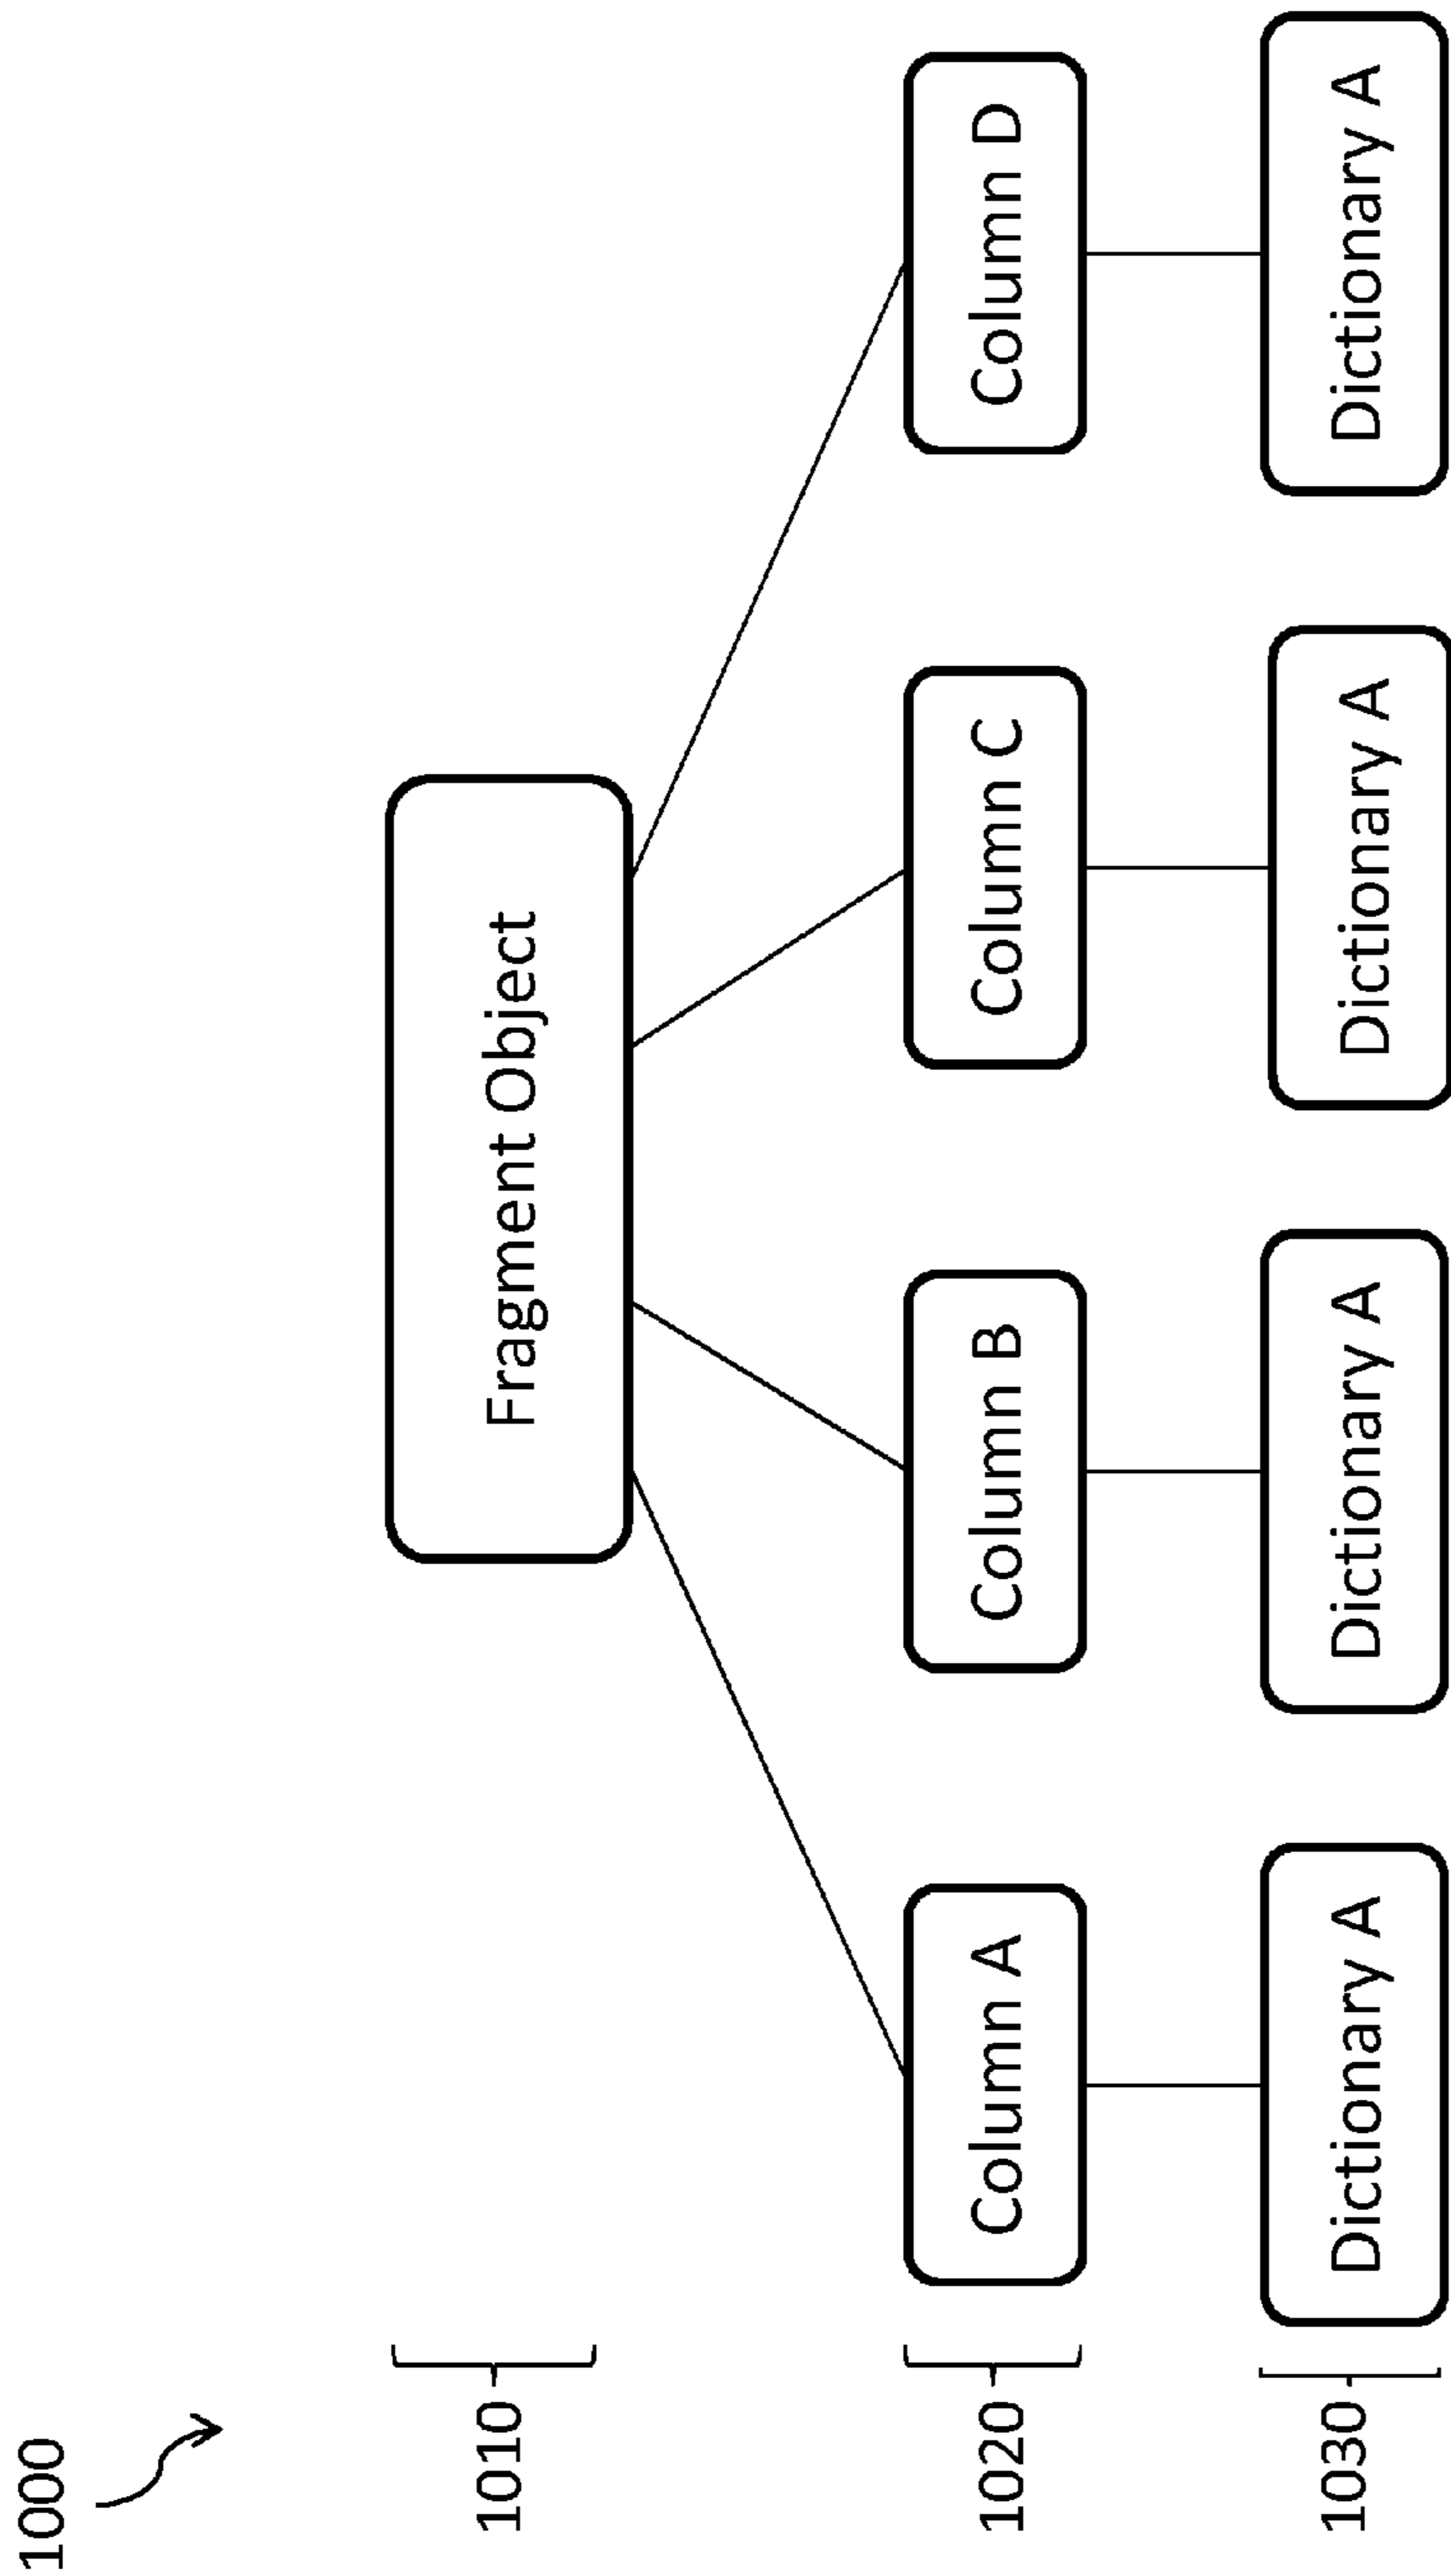 1000
1010
Fragment Object
1020
Column A
Column B
Column C
Column D
1030
Dictionary A
Dictionary A
Dictionary A
Dictionary A